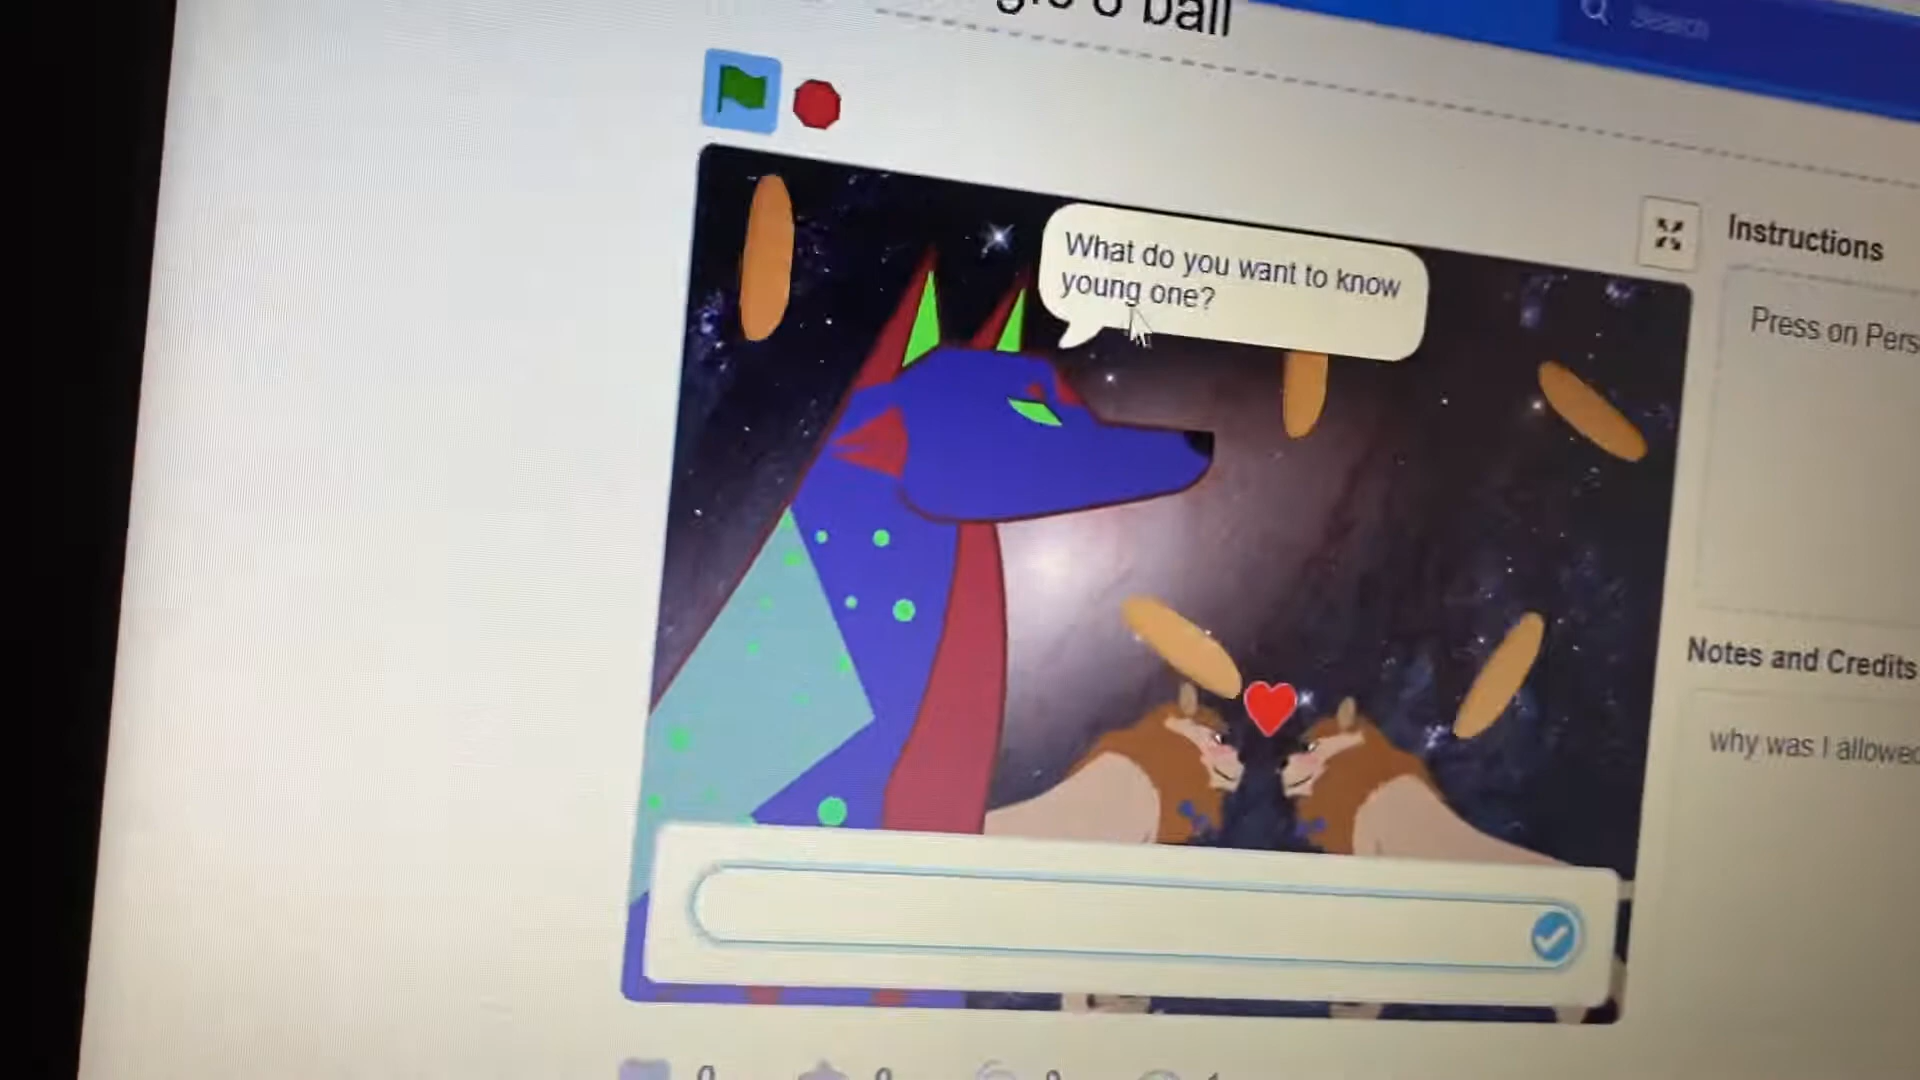 8 ball
Search
Instructions
What do you want to know
young one?
Press on
Notes and Credits
why was I allowed